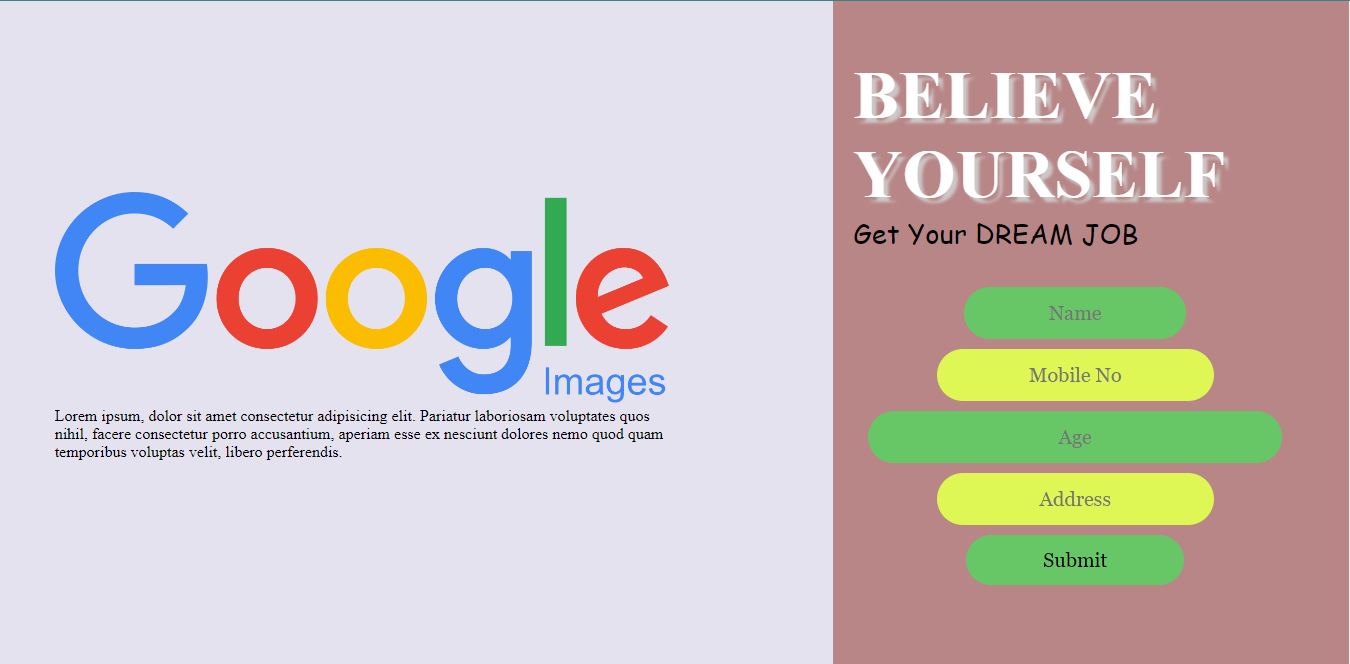 Google
Images
Lorem ipsum, dolor sit amet consectetur adipisicing elit. Pariatur laboriosam voluptates quos
nihil, facere consectetur porro accusantium, aperiam esse ex nesciunt dolores nemo quod quam
temporibus voluptas velit, libero perferendis.
BELIEVE
YOURSELF
Get Your DREAM JOB
Name
Mobile No
Age
Address
Submit